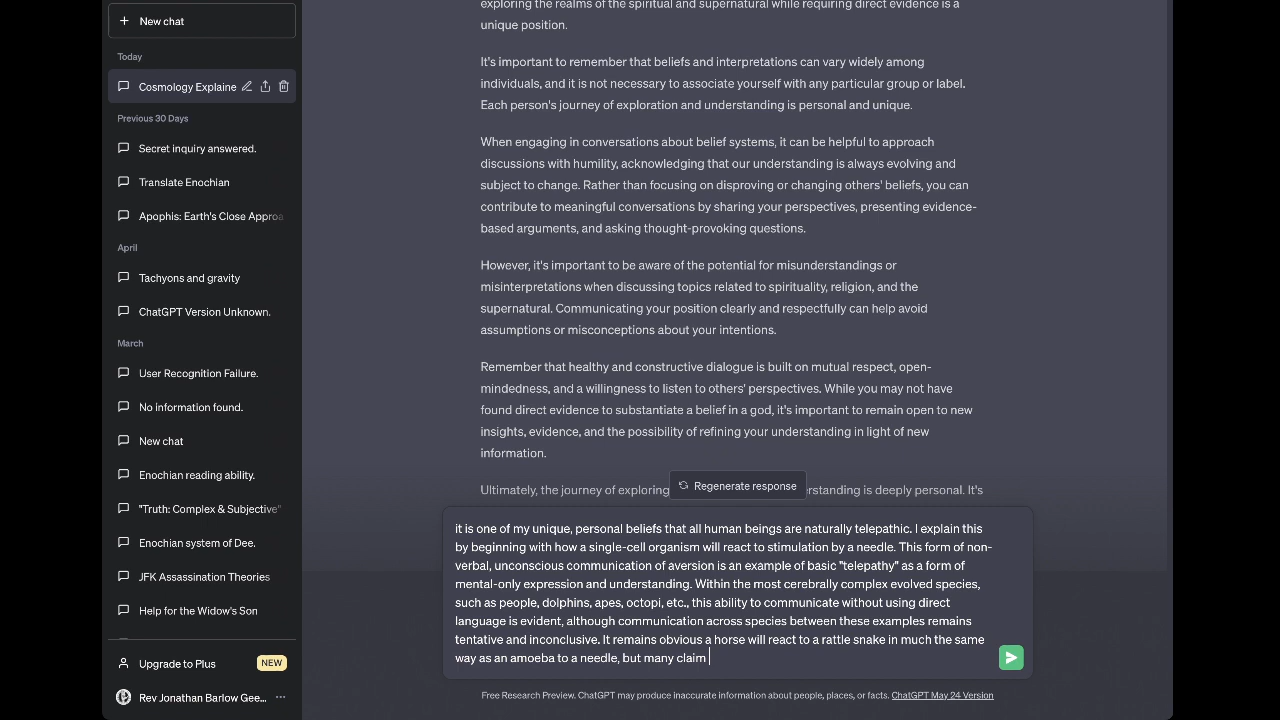 New chat
Today
Cosmology Explaine
Previous 30 Days
Secret inquiry answered.
Translate Enochian
Apophis: Earth's Close Approa
April
Tachyons and gravity
ChatGPT Version Unknown.
March
User Recognition Failure.
No information found.
New chat
Enochian reading ability.
"Truth: Complex & Subjective"
Enochian system of Dee.
JFK Assassination Theories
Help for the Widow's Son
Upgrade to Plus
NEW
Rev Jonathan Barlow Gee...
exploring the realms of the spiritual and supernatural while requiring direct evidence is a
unique position.
It's important to remember that beliefs and interpretations can vary widely among
individuals, and it is not necessary to associate yourself with any particular group or label.
Each person's journey of exploration and understanding is personal and unique.
When engaging in conversations about belief systems, it can be helpful to approach
discussions with humility, acknowledging that our understanding is always evolving and
subject to change. Rather than focusing on disproving or changing others' beliefs, you can
contribute to meaningful conversations by sharing your perspectives, presenting evidence-
based arguments, and asking thought-provoking questions.
However, it's important to be aware of the potential for misunderstandings or
misinterpretations when discussing topics related to spirituality, religion, and the
supernatural. Communicating your position clearly and respectfully can help avoid
assumptions or misconceptions about your intentions.
Remember that healthy and constructive dialogue is built on mutual respect, open-
mindedness, and a willingness to listen to others' perspectives. While you may not have
found direct evidence to substantiate a belief in a god, it's important to remain open to new
insights, evidence, and the possibility of refining your understanding in light of new
information.
Ultimately, the journey of exploring
rstanding is deeply personal. It's
Regenerate response
it is one of my unique, personal beliefs that all human beings are naturally telepathic. I explain this
by beginning with how a single-cell organism will react to stimulation by a needle. This form of non-
verbal, unconscious communication of aversion is an example of basic "telepathy" as a form of
mental-only expression and understanding. Within the most cerebrally complex evolved species,
such as people, dolphins, apes, octopi, etc., this ability to communicate without using direct
language is evident, although communication across species between these examples remains
tentative and inconclusive. It remains obvious a horse will react to a rattle snake in much the same
way as an amoeba to a needle, but many claim
Free Research Preview. ChatGPT may produce inaccurate information about people, places, or facts. ChatGPT May 24 Version